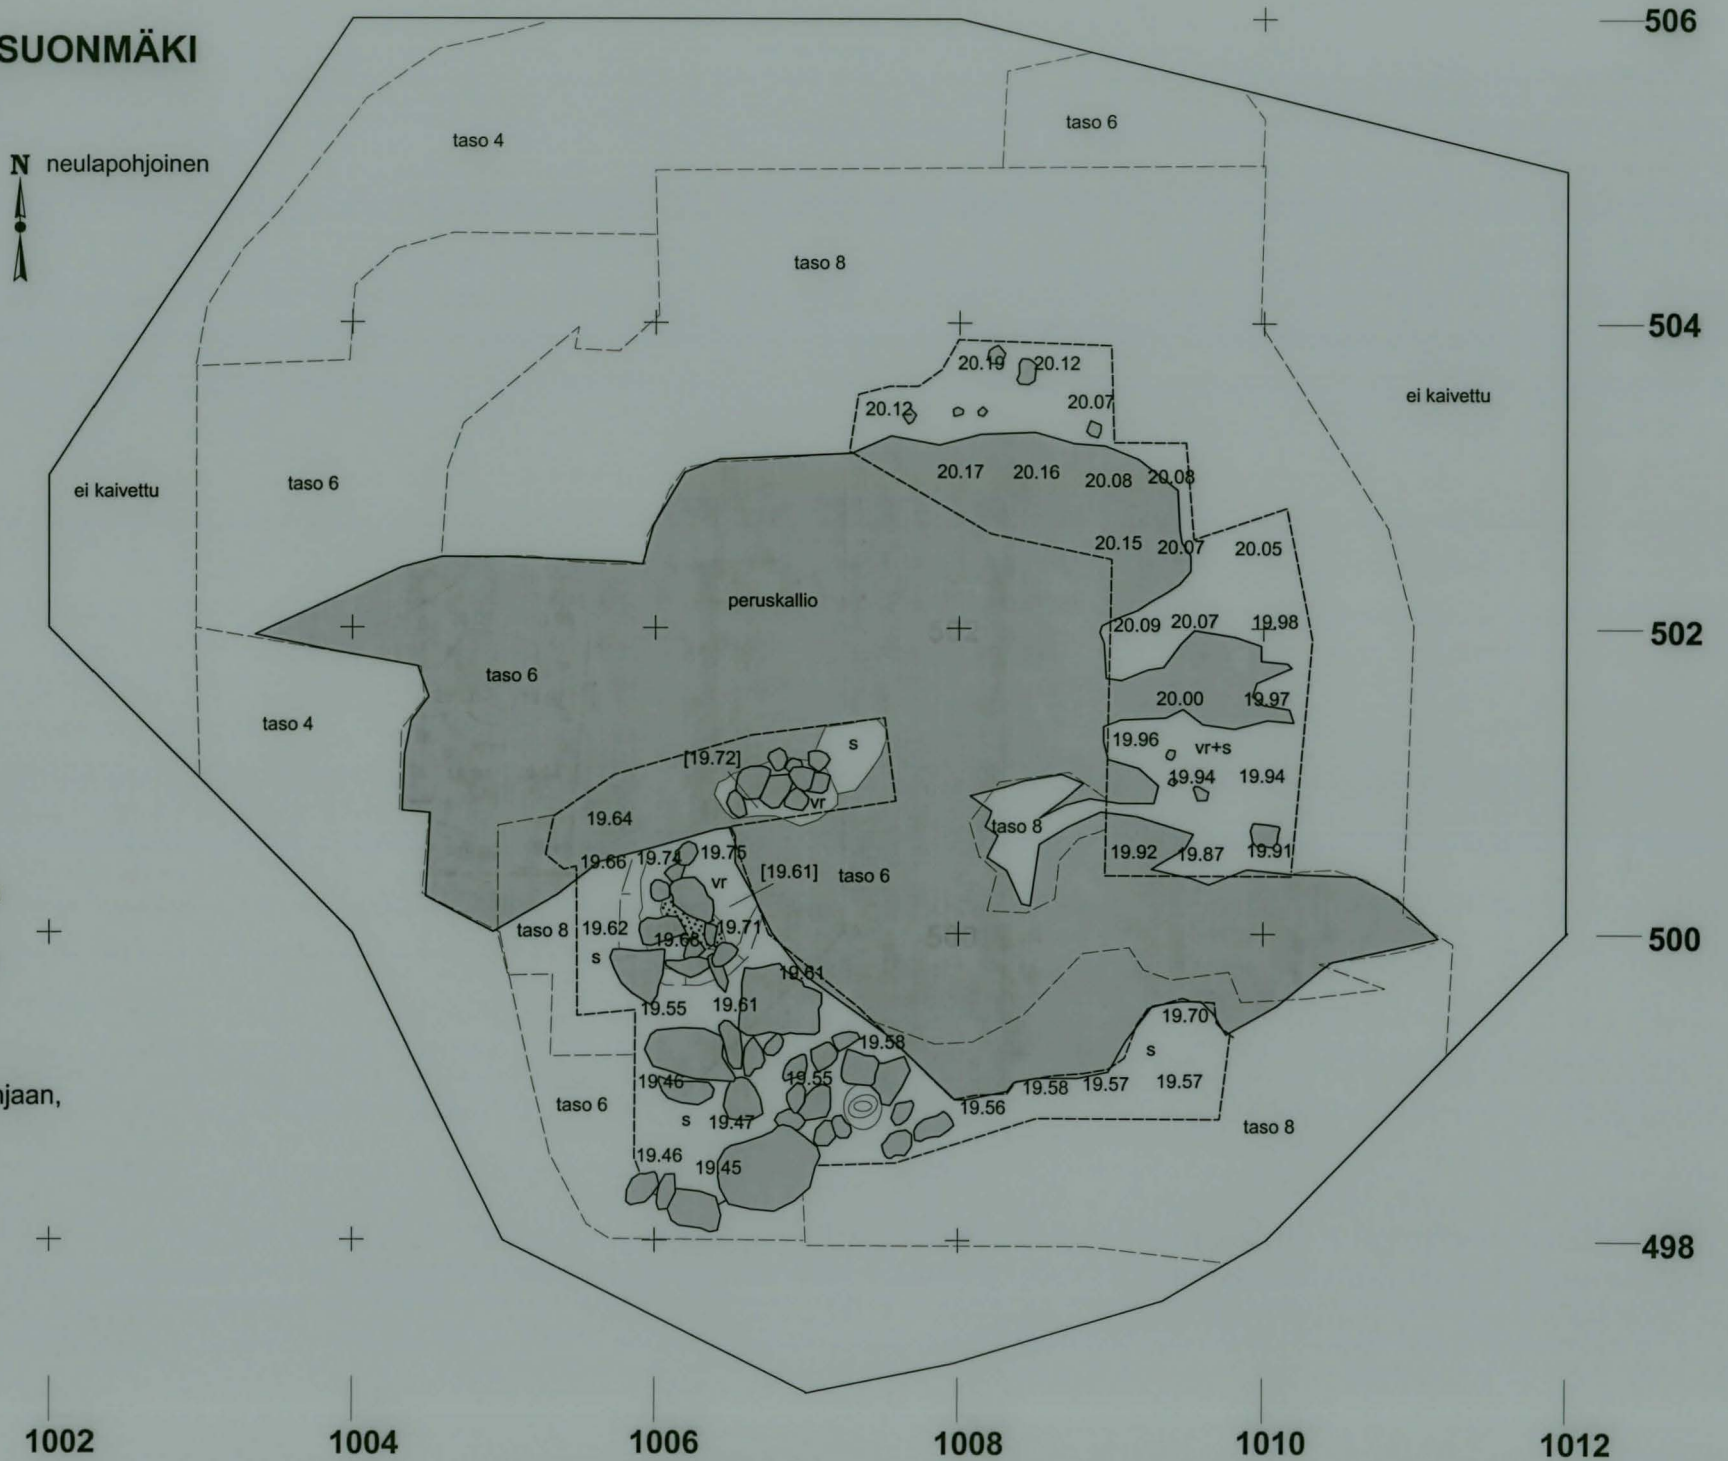 SUONMÄKI
506
taso 4
taso 6
N neulapohjoinen
taso 8
504
20.19 20.12
20.12 20.07
ei kaivettu
ei kaivettu
taso 6
20.17 20.16 20.08 20.08
20.15 20.07 20.05
peruskallio
20.09 20.07 19.98
502
taso 6
20.00 19.97
taso 4
19.96 vr+s
s
[19.72]
19.94 19.94
vr
19.64
taso 8
19.66 19.74 19.75
19.92 19.87 19.91
[19.61]
vr
taso 6
taso 8 19.62 19.71
19.68
500
s
19.61
19.55 19.61
19.70
19.58
s
19.46 19.55
19.58 19.57 19.57
njaan,
taso 6
19.56
s 19.47
taso 8
19.46 19.45
498
1002 1004 1006 1008 1010 1012